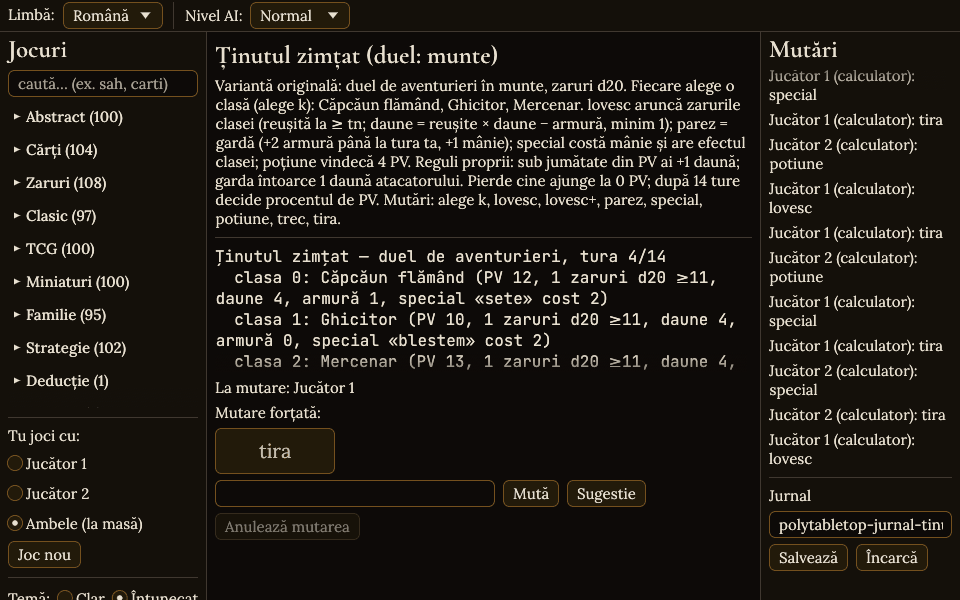 Limbă: Română ▼ Nivel AI: Normal ▼
Jocuri
caută... (ex. sah, carti)
▸ Abstract (100)
▸ Cărți (104)
▸ Zaruri (108)
▸ Clasic (97)
▸ TCG (100)
▸ Miniaturi (100)
▸ Familie (95)
▸ Strategie (102)
▸ Deducție (1)
Tu joci cu:
Jucător 1
Jucător 2
Ambele (la masă)
Joc nou
Temă: Clar Întunecat
Ținutul zimțat (duel: munte)
Variantă originală: duel de aventurieri în munte, zaruri d20. Fiecare alege o
clasă (alege k): Căpcăun flămând, Ghicitor, Mercenar. lovesc aruncă zarurile
clasei (reușită la ≥ tn; daune = reușite × daune − armură, minim 1); parez =
gardă (+2 armură până la tura ta, +1 mânie); special costă mânie și are efectul
clasei; poțiune vindecă 4 PV. Reguli proprii: sub jumătate din PV ai +1 daună;
garda întoarce 1 daună atacatorului. Pierde cine ajunge la 0 PV; după 14 ture
decide procentul de PV. Mutări: alege k, lovesc, lovesc+, parez, special,
potiune, trec, tira.
Ținutul zimțat — duel de aventurieri, tura 4/14
clasa 0: Căpcăun flămând (PV 12, 1 zaruri d20 ≥11,
daune 4, armură 1, special «sete» cost 2)
clasa 1: Ghicitor (PV 10, 1 zaruri d20 ≥11, daune 4,
armură 0, special «blestem» cost 2)
clasa 2: Mercenar (PV 13, 1 zaruri d20 ≥11, daune 4,
La mutare: Jucător 1
Mutare forțată:
tira
Mută Sugestie
Anulează mutarea
Mutări
Jucător 1 (calculator):
special
Jucător 1 (calculator): tira
Jucător 2 (calculator):
potiune
Jucător 1 (calculator):
lovesc
Jucător 1 (calculator): tira
Jucător 2 (calculator):
potiune
Jucător 1 (calculator):
special
Jucător 1 (calculator): tira
Jucător 2 (calculator):
special
Jucător 2 (calculator): tira
Jucător 1 (calculator):
lovesc
Jurnal
polytabletop-jurnal-tin
Salvează Încarcă